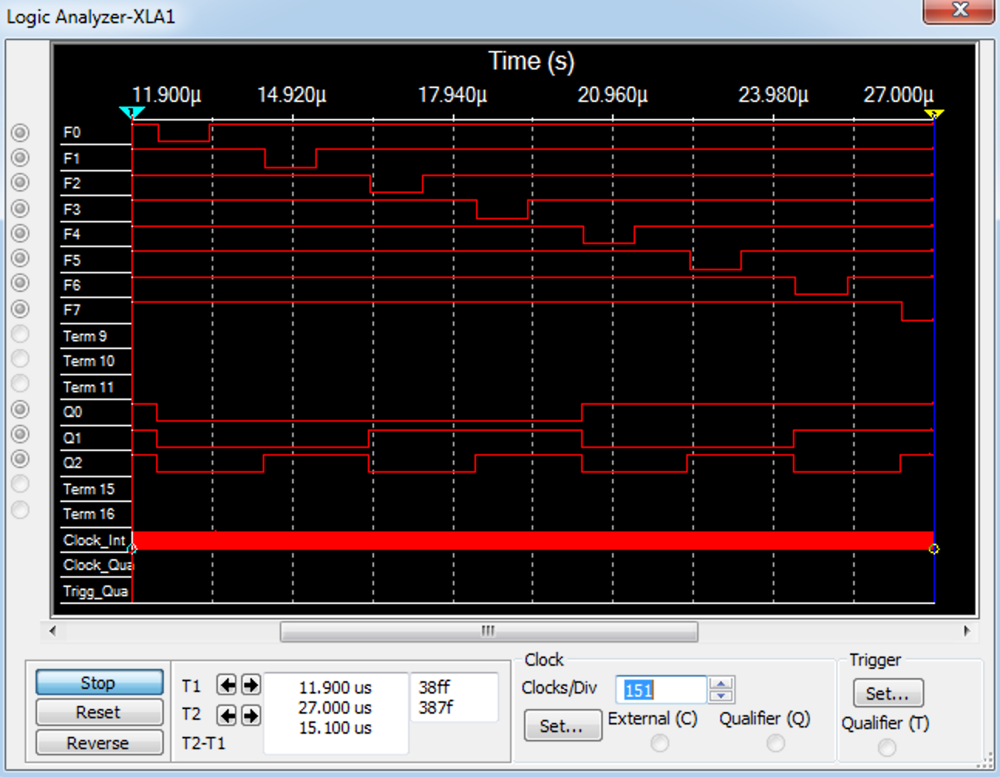 Logic Analyzer-XLA1
Time (s)
11.900µ 14.920µ 17.940µ 20.960µ 23.980µ 27.000µ
F0
F1
F2
F3
F4
F5
F6
F7
Term 9
Term 10
Term 11
Q0
Q1
Q2
Term 15
Term 16
Clock_Int
Clock_Qua
Trigg_Qua
Stop
Reset
Reverse
T1 11.900 us 38ff
T2 27.000 us 387f
T2-T1 15.100 us
Clock
Clocks/Div 151
Set... External (C) Qualifier (Q)
Trigger
Set...
Qualifier (T)